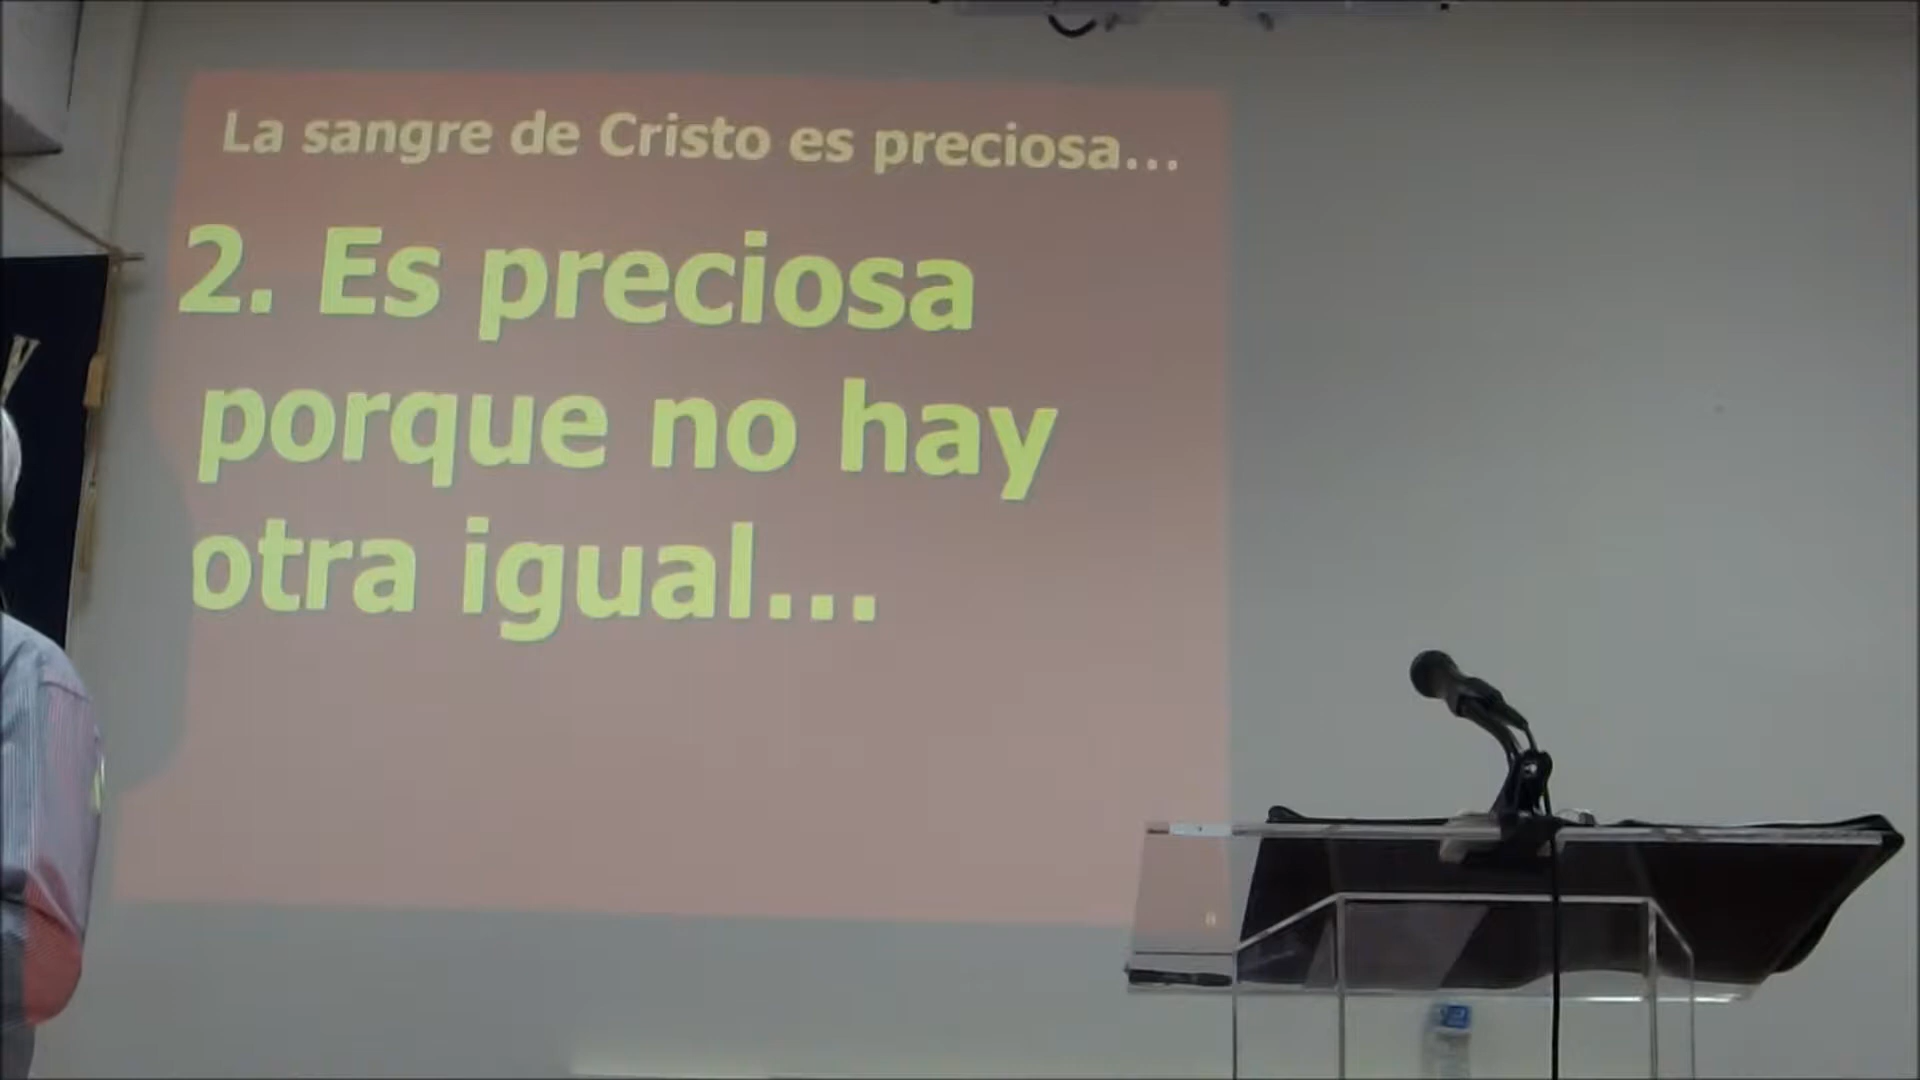 La sangre de Cristo es preciosa...
2. Es preciosa
porque no hay
otra igual...